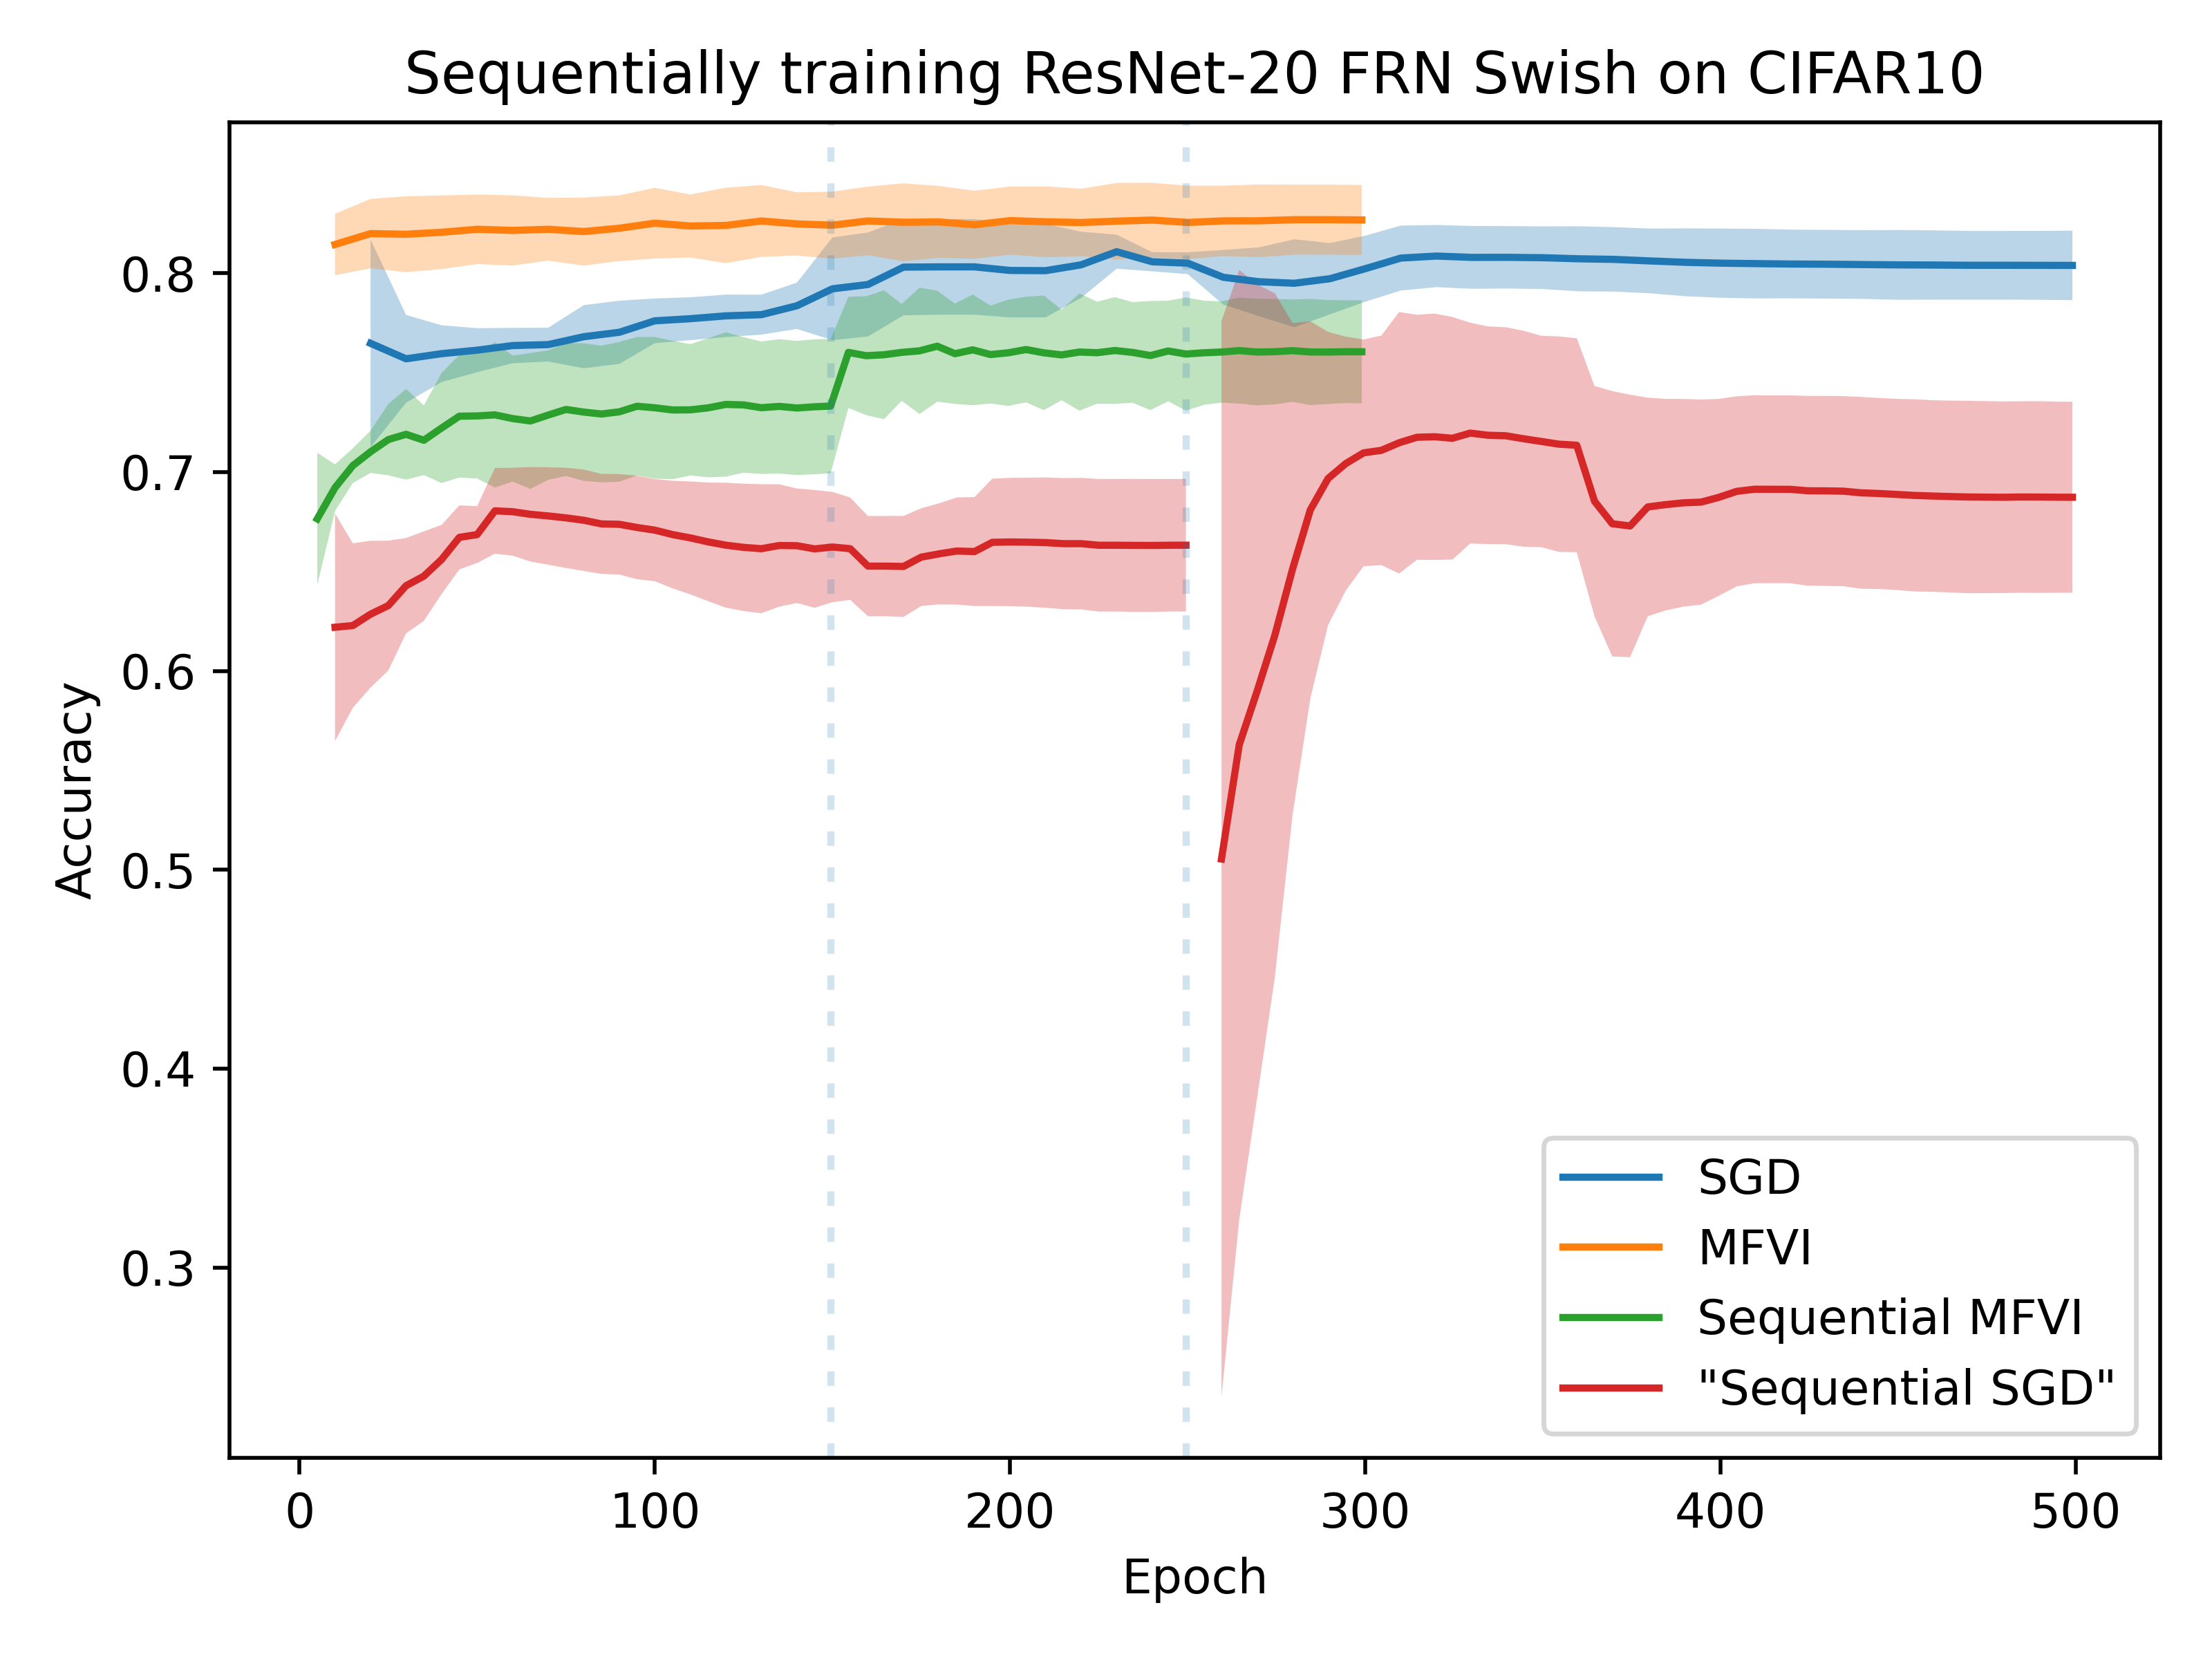 Sequentially training ResNet-20 FRN Swish on CIFAR10
Accuracy
0.8
0.7
0.6
0.5
0.4
0.3
SGD
MFVI
Sequential MFVI
"Sequential SGD"
0 100 200 300 400 500
Epoch